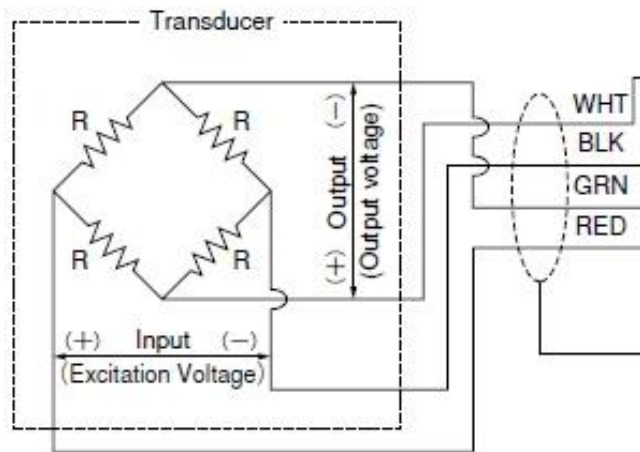 Transducer
R
R
R
R
(+) Output (−)
(Output voltage)
(+) Input (−)
(Excitation Voltage)
WHT
BLK
GRN
RED